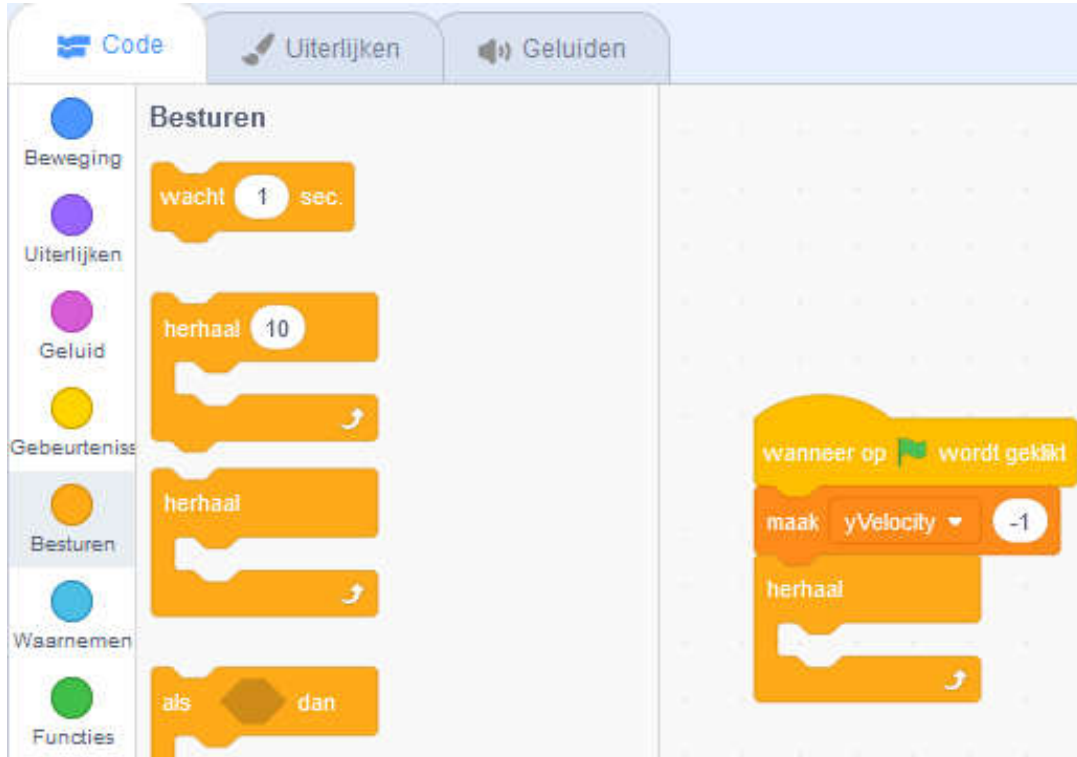 Code
Uiterlijken
Geluiden
Beweging
Uiterlijken
Geluid
Gebeurteniss
Besturen
Waarnemen
Functies
Besturen
wacht 1 sec.
herhaal 10
herhaal
als dan
wanneer op wordt geklikt
maak yVelocity -1
herhaal